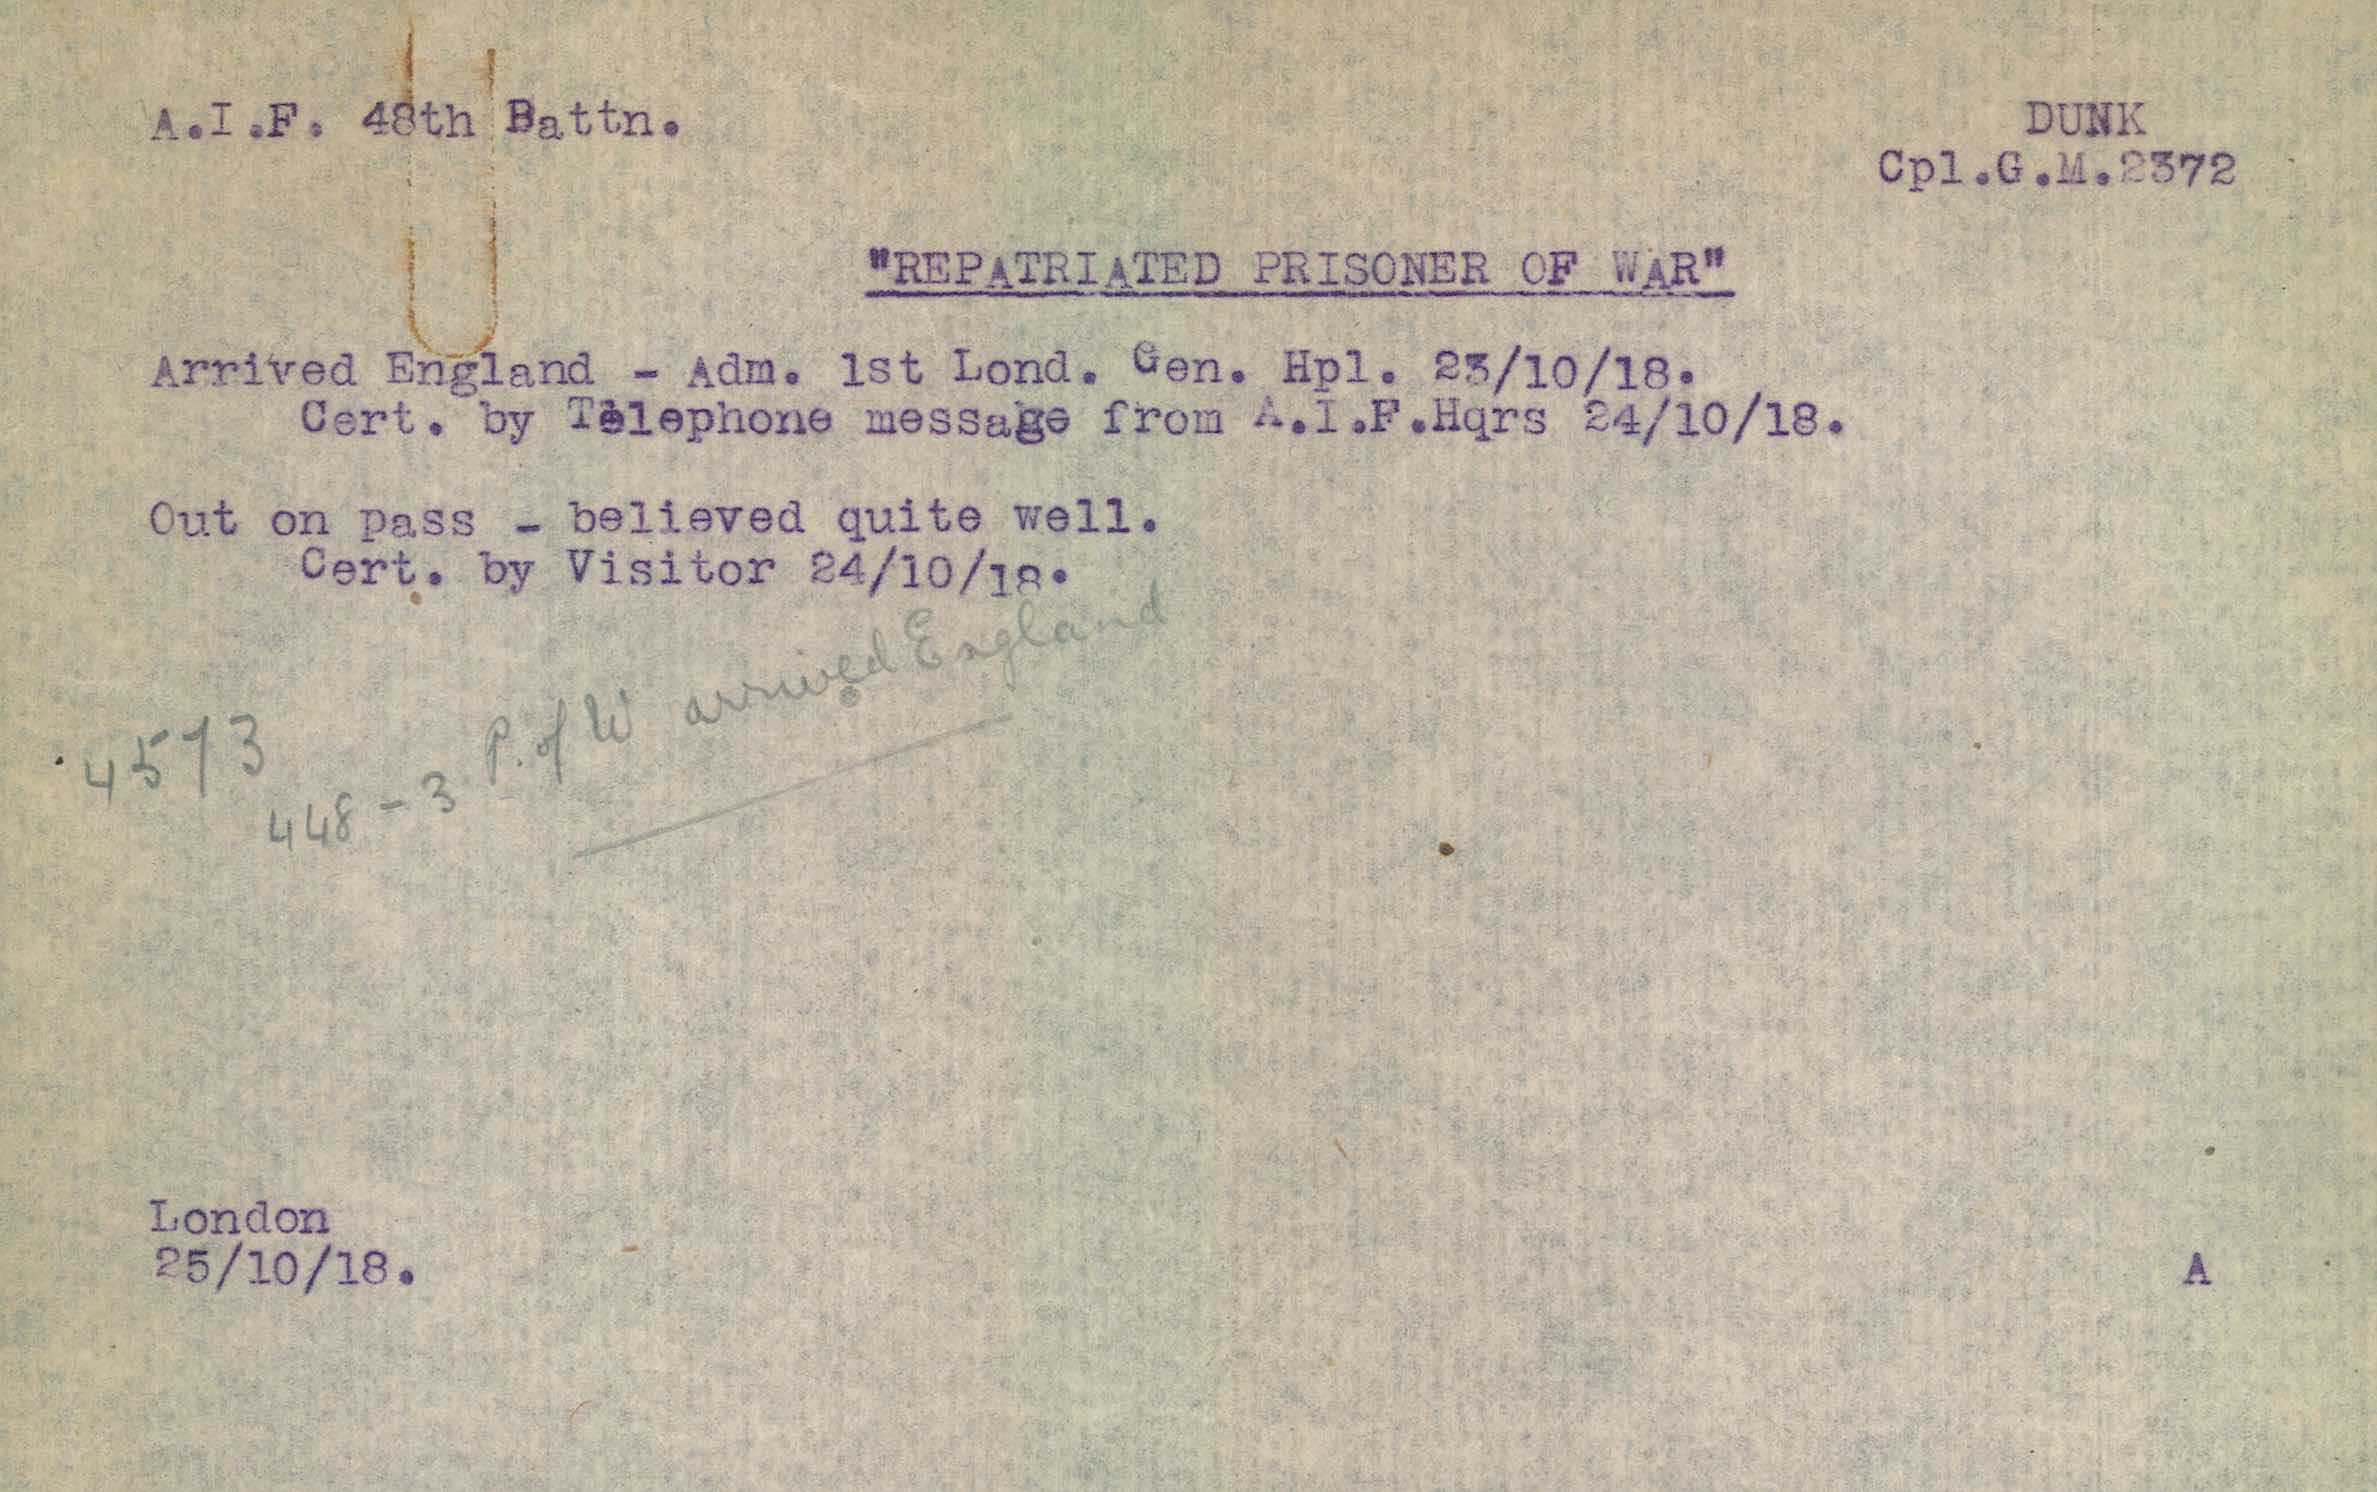 A.I.F. 48th Battn.
DUNK
Cpl.G.M.2372
"REPATRIATED PRISONER OF WAR"
Arrived England - Adm. 1st Lond. Gen. Hpl. 23/10/18.
Cert. by Telephone message from A.I.F.Hqrs 24/10/18.
Out on pass - believed quite well.
Cert. by Visitor 24/10/18.
4573
448-3 P. of W arrived England
London
25/10/18.
A